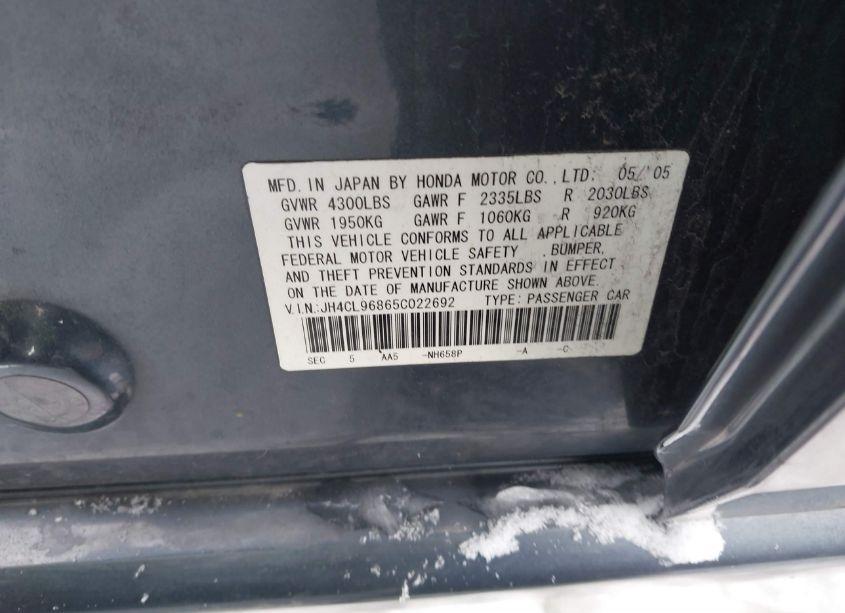 MFD. IN JAPAN BY HONDA MOTOR CO., LTD. 05/'05
GVWR 4300LBS GAWR F 2335LBS R 2030LBS
GVWR 1950KG GAWR F 1060KG R 920KG
THIS VEHICLE CONFORMS TO ALL APPLICABLE
FEDERAL MOTOR VEHICLE SAFETY , BUMPER,
AND THEFT PREVENTION STANDARDS IN EFFECT
ON THE DATE OF MANUFACTURE SHOWN ABOVE.
V.I.N.:JH4CL96865C022692 TYPE: PASSENGER CAR
SEC 5 AA5 -NH658P -A -C